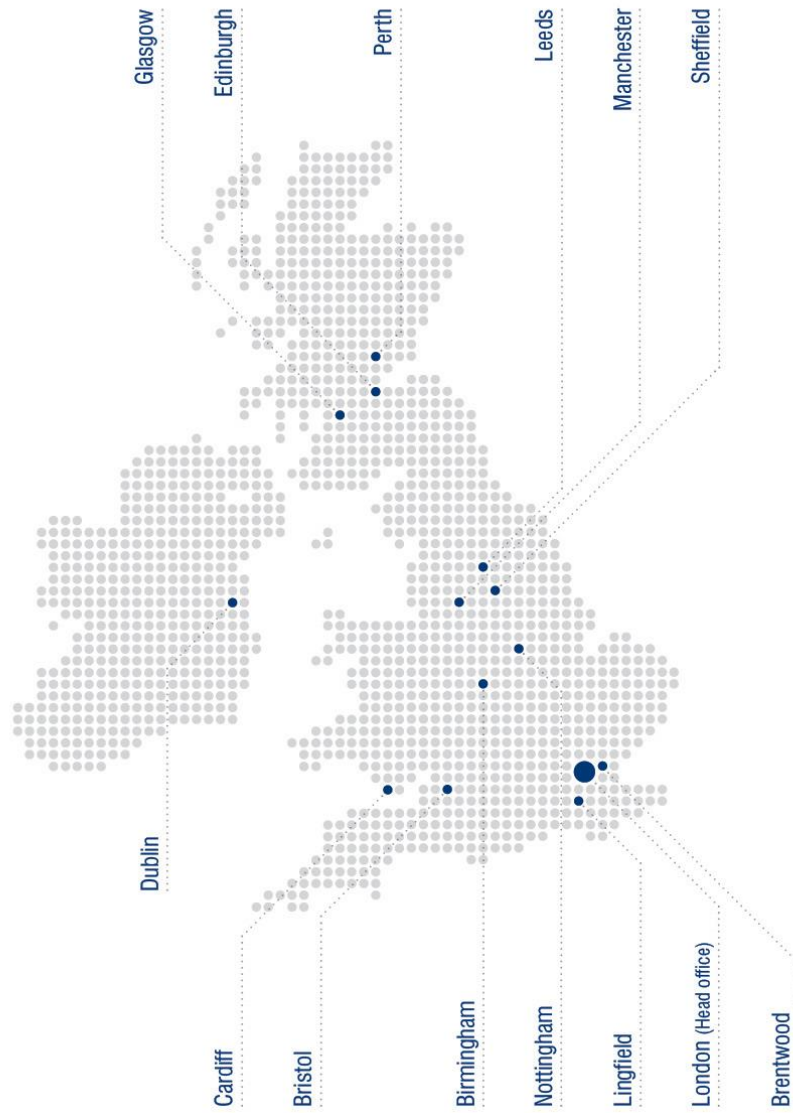 Glasgow
Edinburgh
Perth
Leeds
Manchester
Sheffield
Dublin
Cardiff
Bristol
Birmingham
Nottingham
Lingfield
London (Head office)
Brentwood